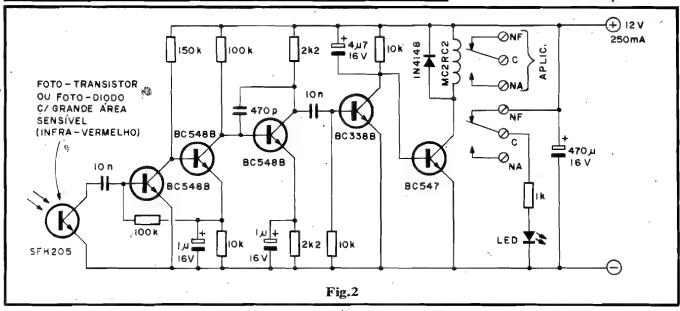 FOTO-TRANSISTOR
OU FOTO-DIODO
C/ GRANDE ÁREA
SENSÍVEL
(INFRA-VERMELHO)
SFH205
10n
150k
100k
BC548B
BC548B
100k
1µ
16V
10k
470p
2k2
BC548B
1µ
16V
2k2
10n
4µ7
16V
10k
BC338B
10k
IN4148
MC2RC2
BC547
NF
C
NA
APLIC.
NF
C
NA
1k
LED
470µ
16V
12V
250mA
Fig.2